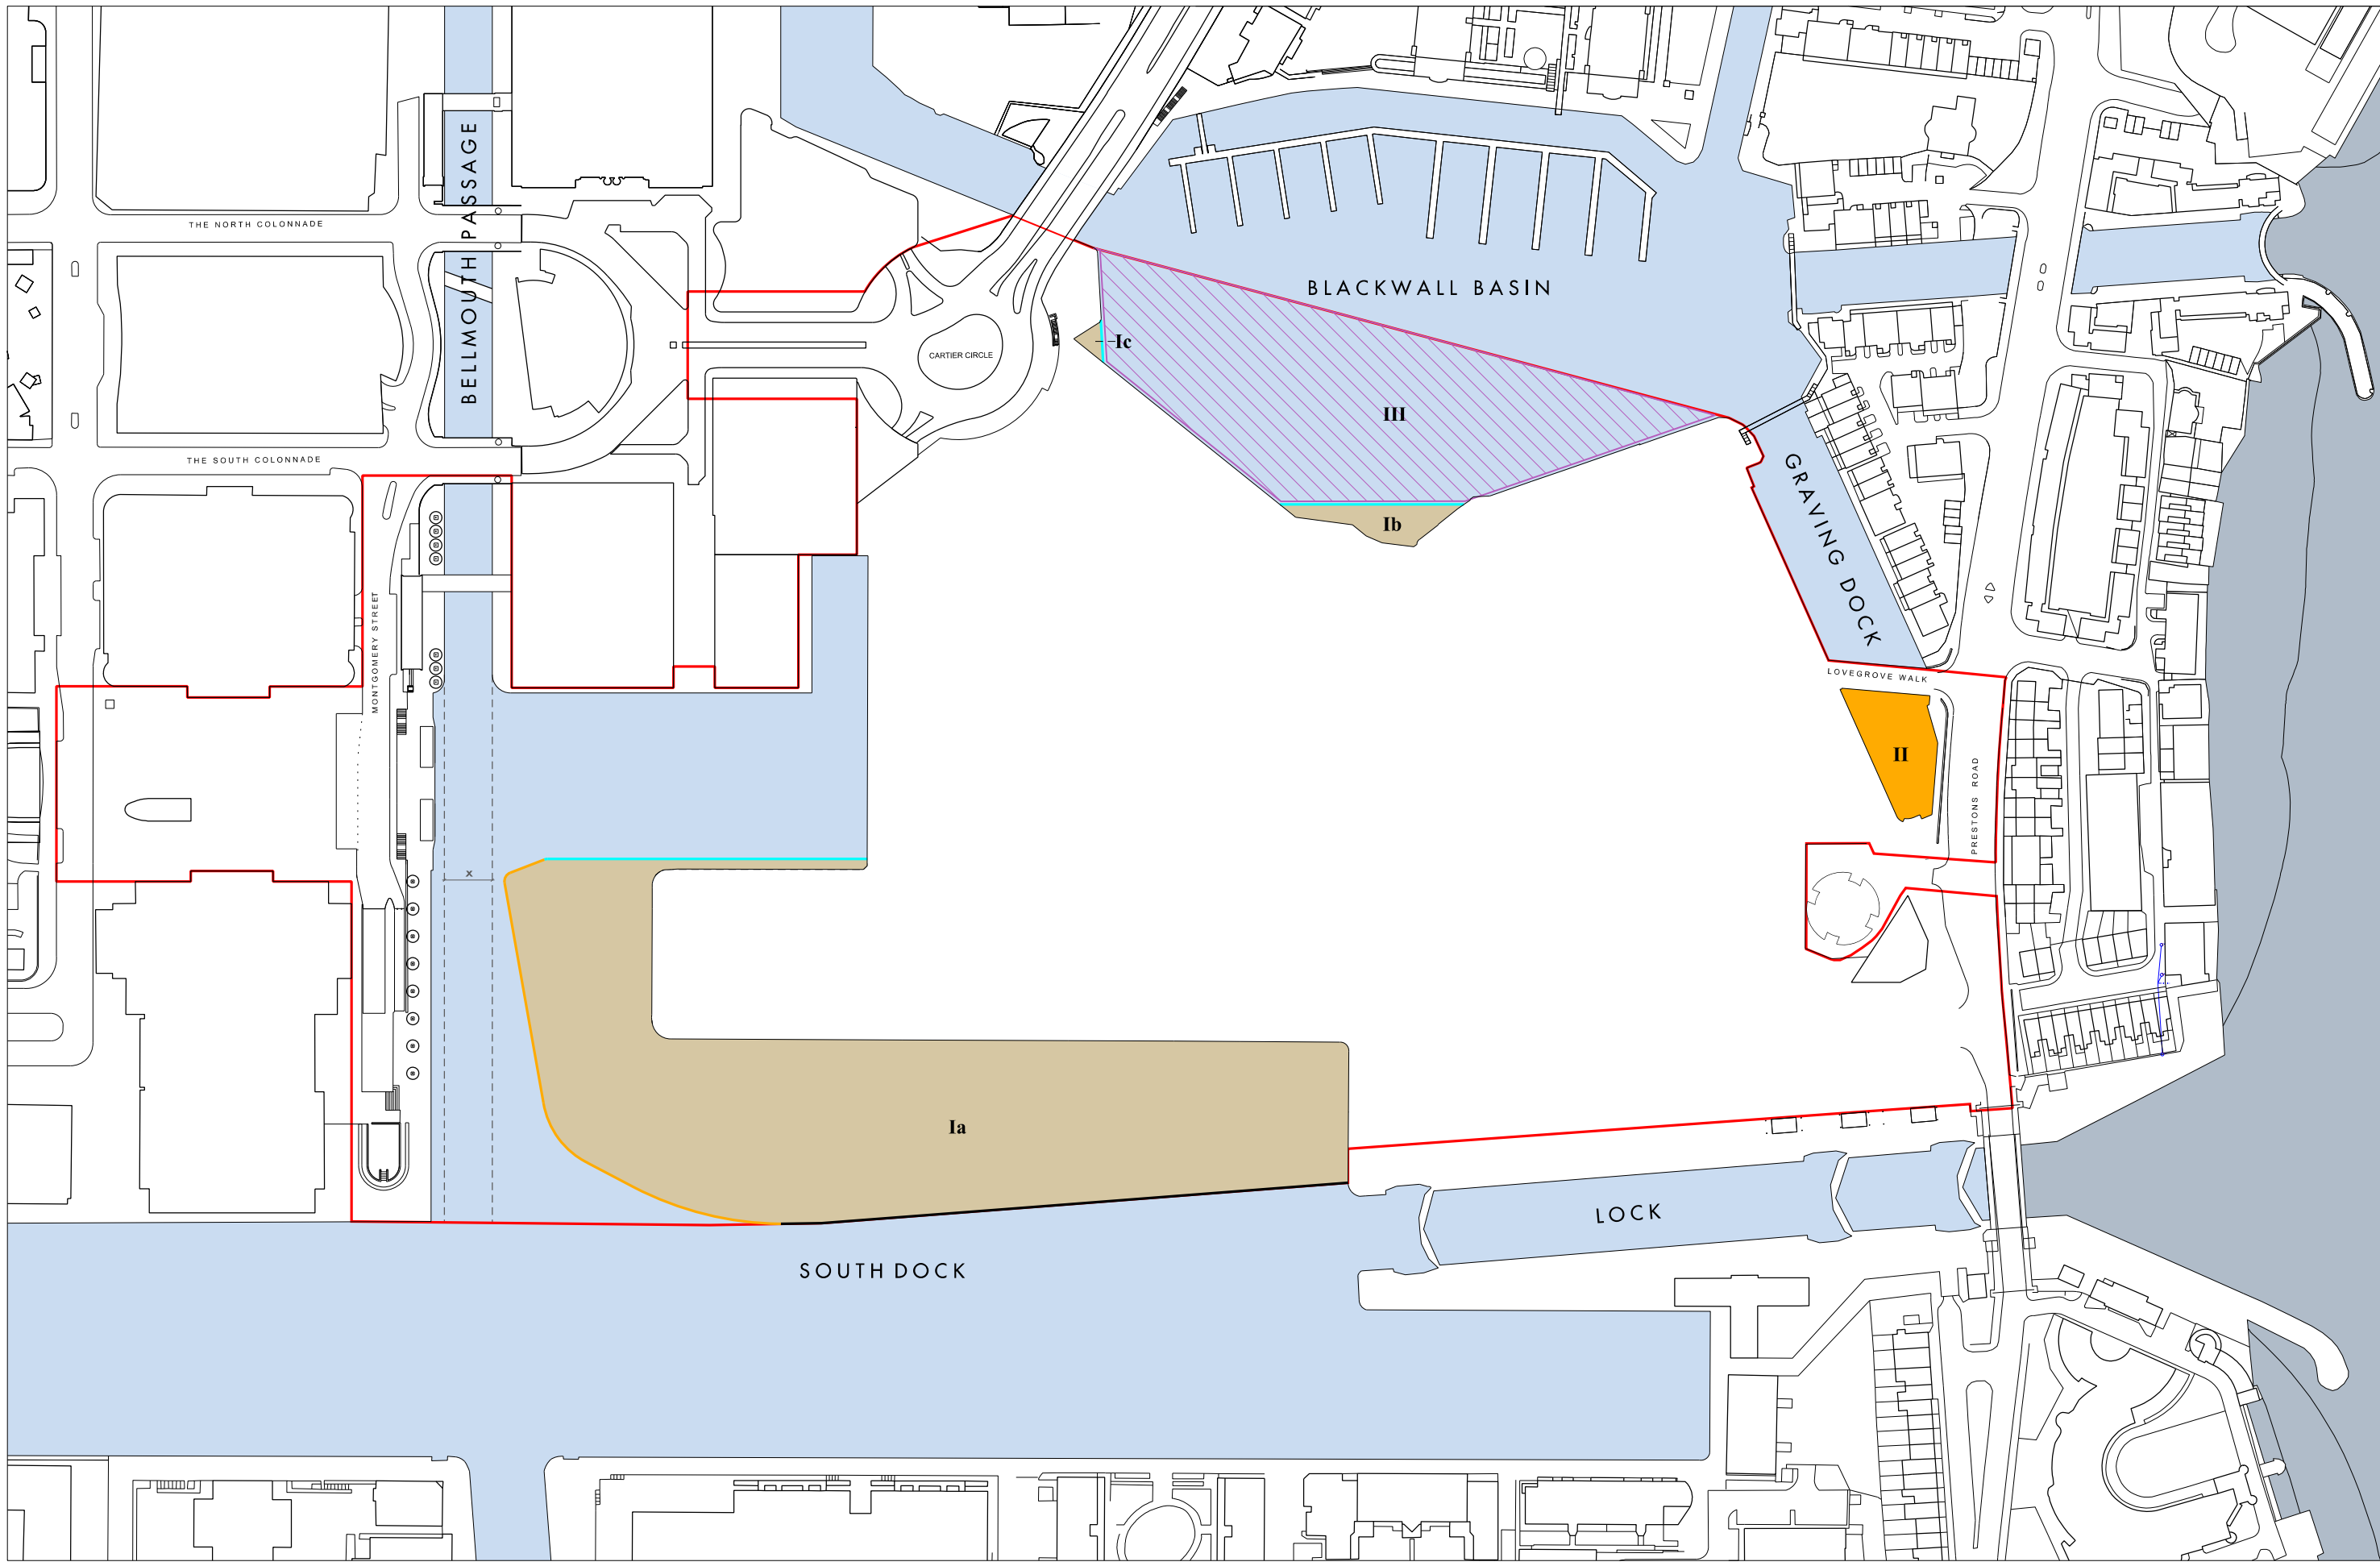 BELLMOUTH PASSAGE
THE NORTH COLONNADE
BLACKWALL BASIN
Ic
CARTIER CIRCLE
III
THE SOUTH COLONNADE
Ib
GRAVING DOCK
MONTGOMERY STREET
LOVEGROVE WALK
II
PRESTONS ROAD
x
Ia
LOCK
SOUTH DOCK